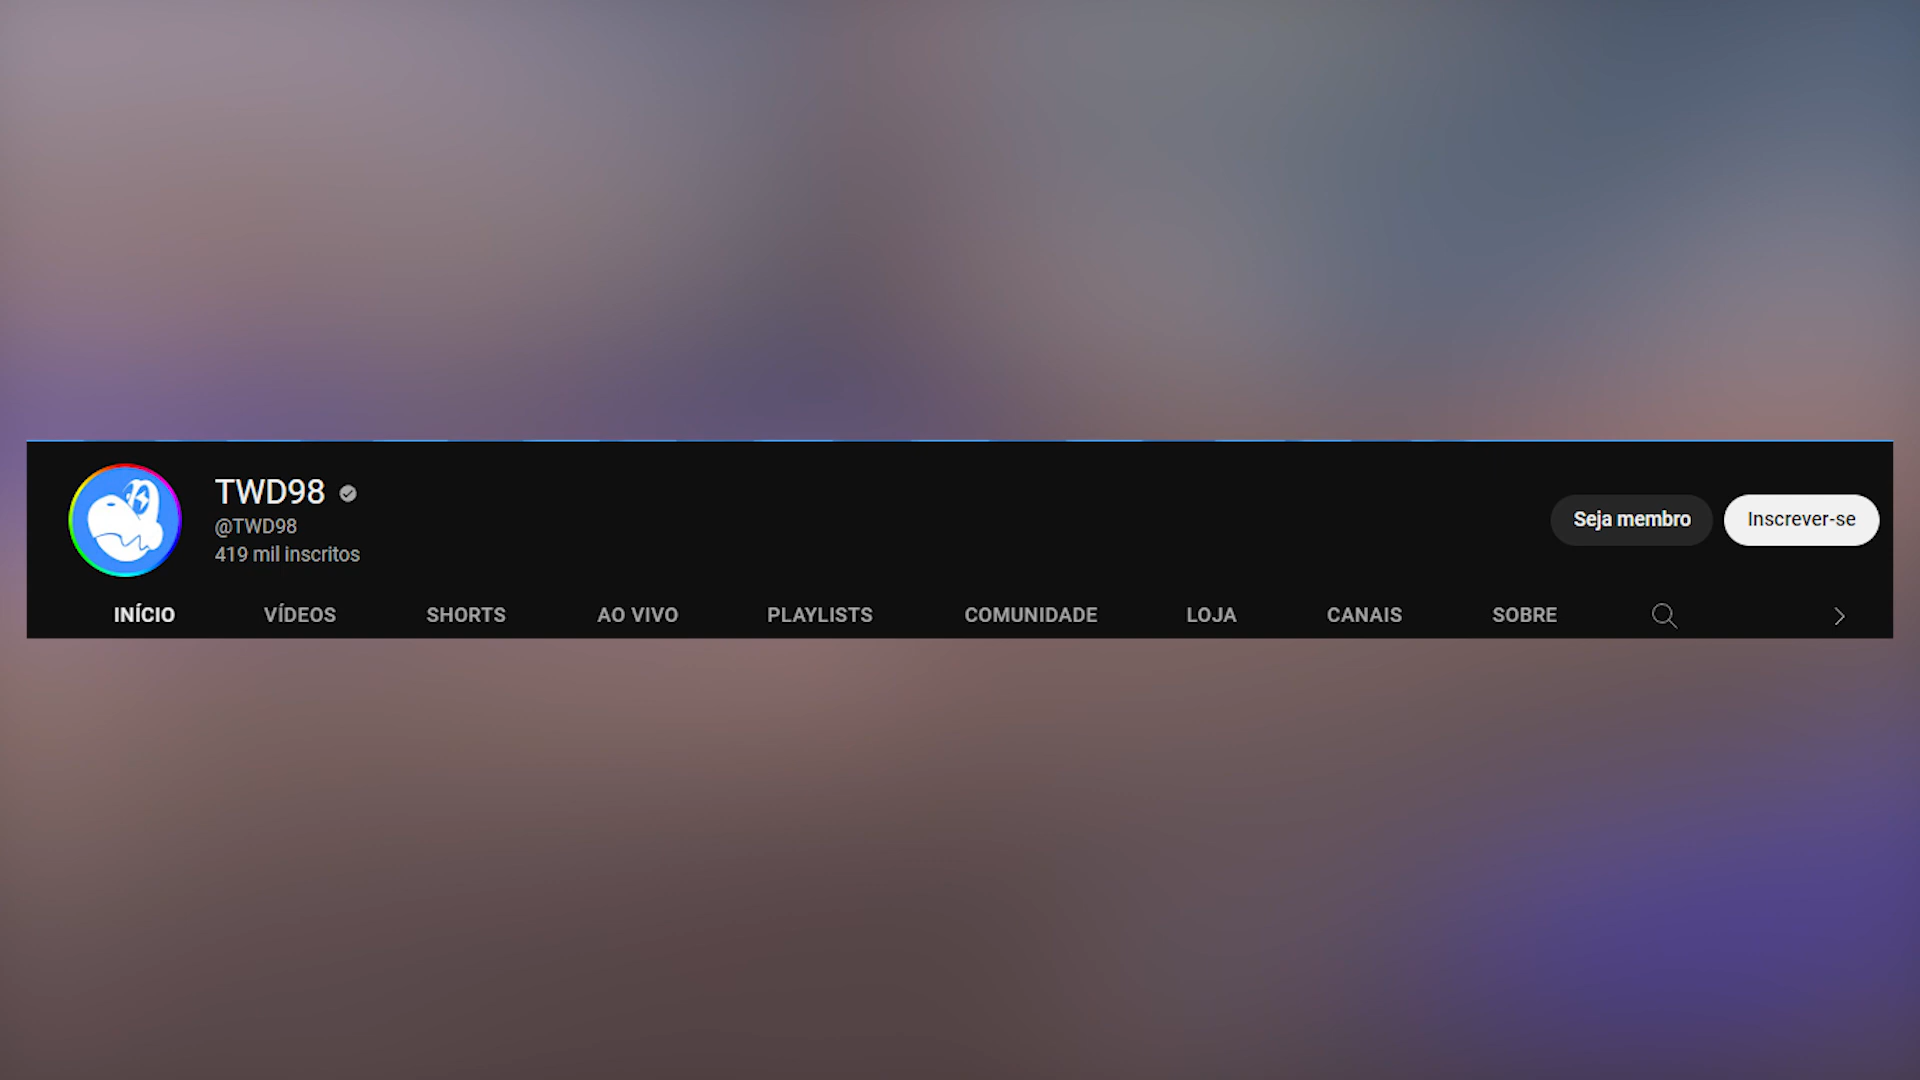 TWD98
@TWD98
419 mil inscritos
Seja membro
Inscrever-se
INÍCIO VÍDEOS SHORTS AO VIVO PLAYLISTS COMUNIDADE LOJA CANAIS SOBRE